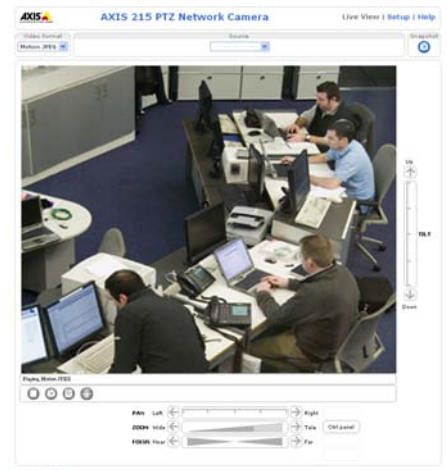 AXIS
AXIS 215 PTZ Network Camera
Live View | Setup | Help
Video Format
Source
Snapshot
Motion JPEG
Up
TILT
Down
Playing, Motion JPEG
PAN Left Right
ZOOM Wide Tele Ctrl panel
FOCUS Near Far